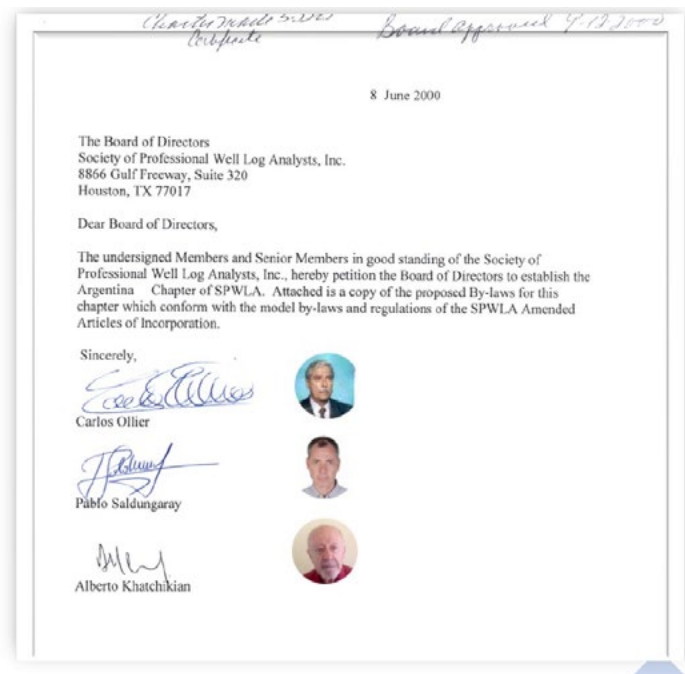 Certificate
Board approved 9-12-2000
8 June 2000
The Board of Directors
Society of Professional Well Log Analysts, Inc.
8866 Gulf Freeway, Suite 320
Houston, TX 77017
Dear Board of Directors,
The undersigned Members and Senior Members in good standing of the Society of
Professional Well Log Analysts, Inc., hereby petition the Board of Directors to establish the
Argentina Chapter of SPWLA. Attached is a copy of the proposed By-laws for this
chapter which conform with the model by-laws and regulations of the SPWLA Amended
Articles of Incorporation.
Sincerely,
Carlos Ollier
Pablo Saldungaray
Alberto Khatchikian